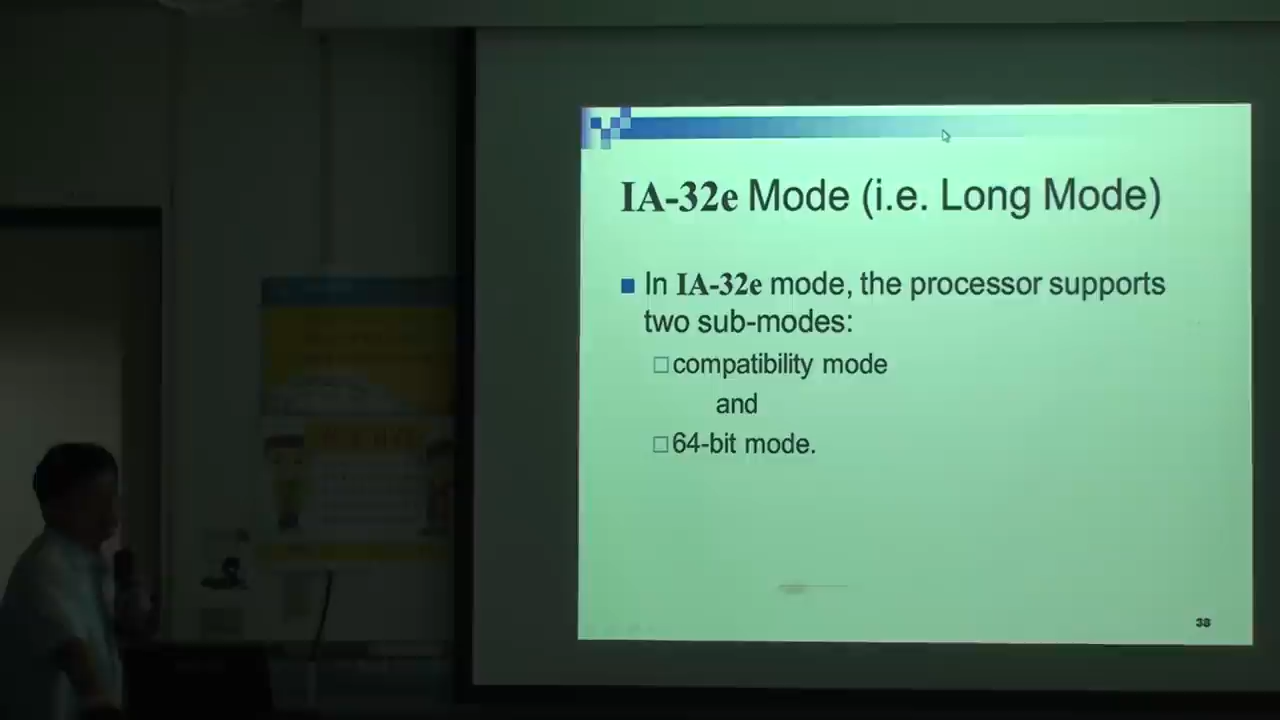 IA-32e Mode (i.e. Long Mode)
In IA-32e mode, the processor supports
two sub-modes:
compatibility mode
and
64-bit mode.
38